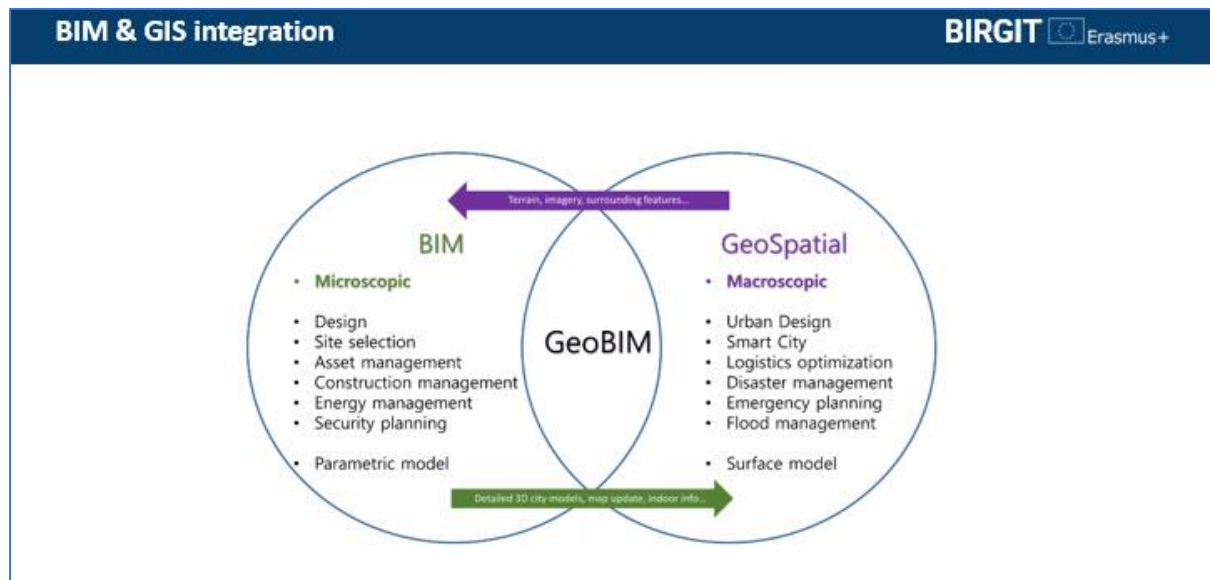 BIM & GIS integration
BIRGIT Erasmus+
Terrain, imagery, surrounding features...
BIM
• Microscopic
• Design
• Site selection
• Asset management
• Construction management
• Energy management
• Security planning
• Parametric model
GeoBIM
GeoSpatial
• Macroscopic
• Urban Design
• Smart City
• Logistics optimization
• Disaster management
• Emergency planning
• Flood management
• Surface model
Detailed 3D city models, map update, indoor info...